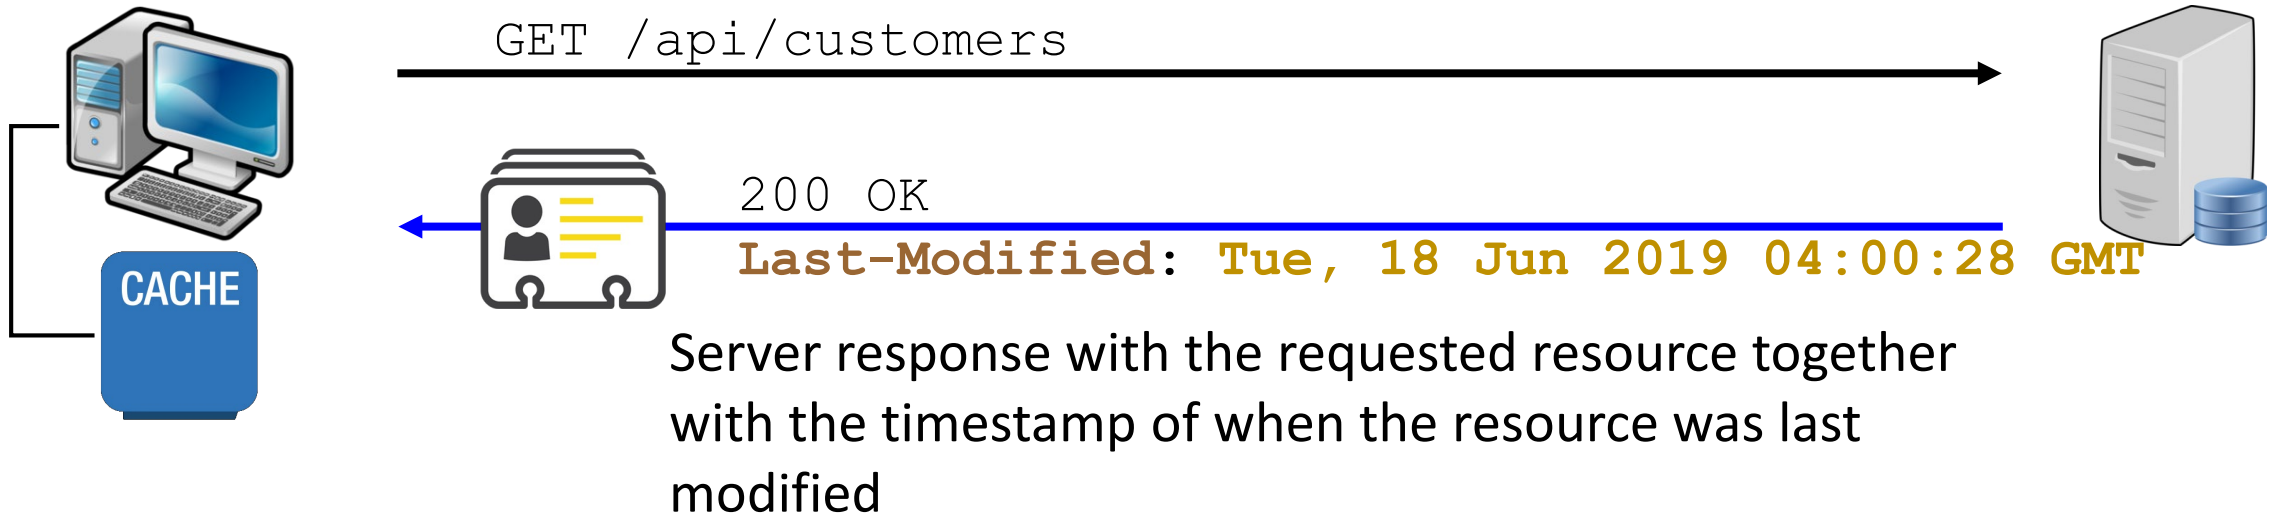 GET /api/customers
200 OK
Last-Modified: Tue, 18 Jun 2019 04:00:28 GMT
CACHE
Server response with the requested resource together
with the timestamp of when the resource was last
modified